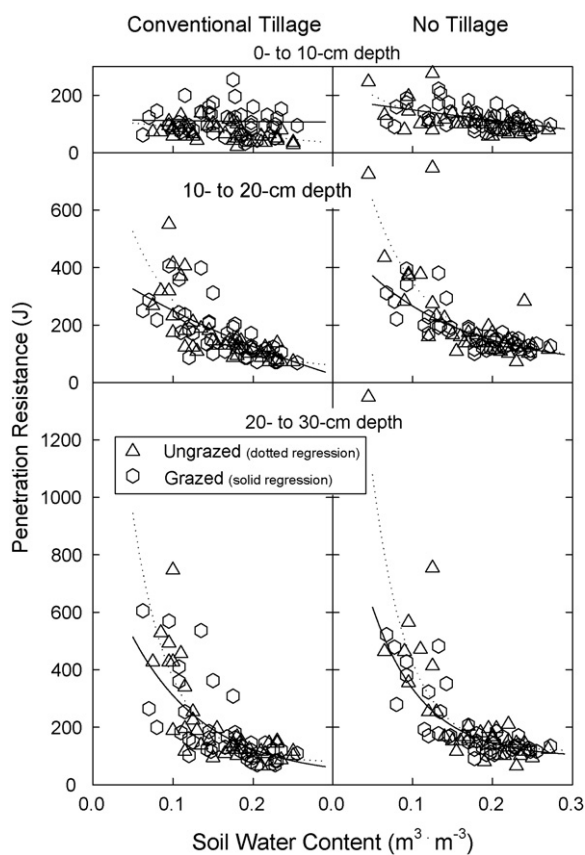 Conventional Tillage No Tillage
0- to 10-cm depth
200
100
0
10- to 20-cm depth
600
400
200
0
20- to 30-cm depth
1200
1000
800
600
400
200
0
Ungrazed (dotted regression)
Grazed (solid regression)
Penetration Resistance (J)
0.0 0.1 0.2 0.0 0.1 0.2 0.3
Soil Water Content (m³ · m⁻³)